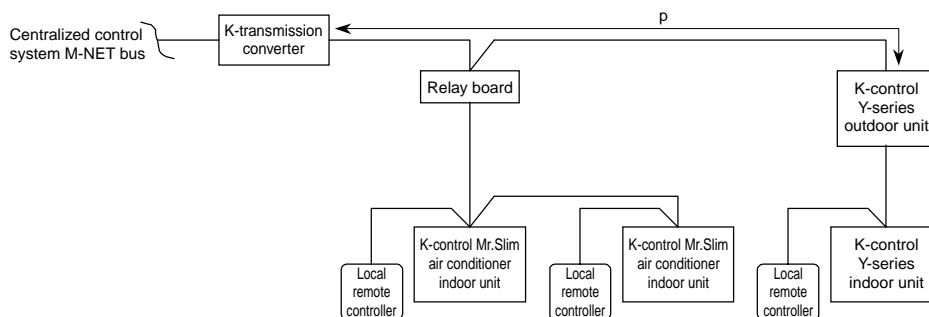 p
Centralized control
system M-NET bus
K-transmission
converter
Relay board
K-control
Y-series
outdoor unit
Local
remote
controller
K-control Mr.Slim
air conditioner
indoor unit
Local
remote
controller
K-control Mr.Slim
air conditioner
indoor unit
Local
remote
controller
K-control
Y-series
indoor unit